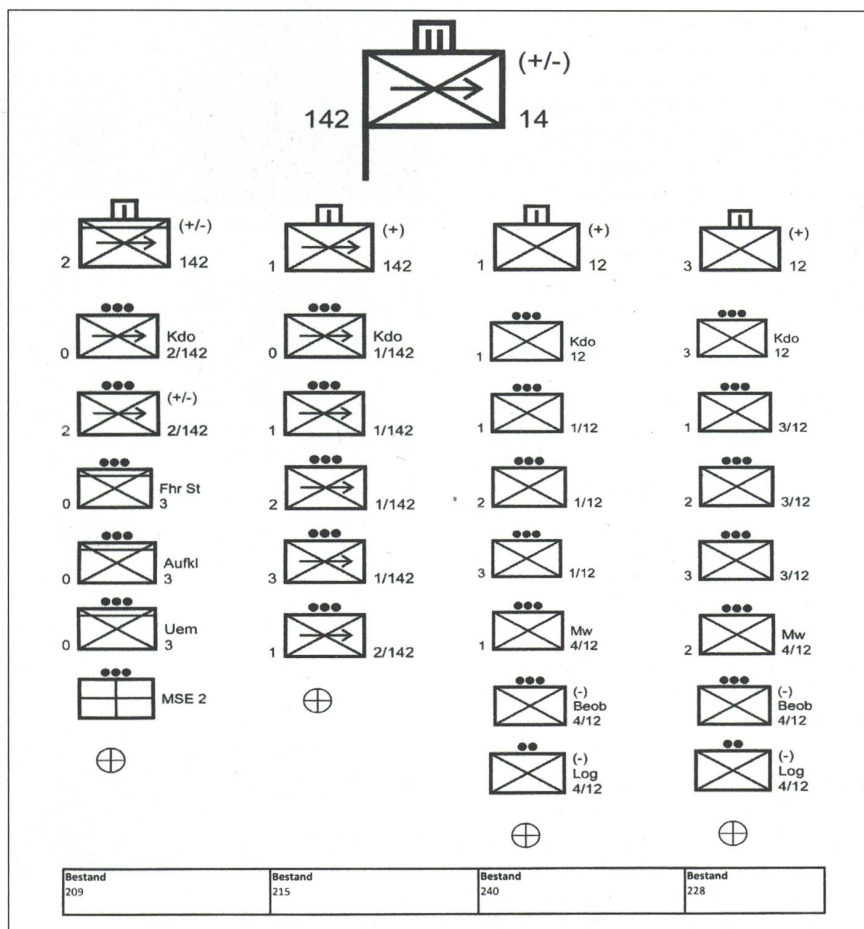 (+/-)
142 14
(+/-)
2 142
Kdo
0 2/142
(+/-)
2 2/142
Fhr St
0 3
Aufkl
0 3
Uem
0 3
MSE 2
(+)
1 142
Kdo
0 1/142
1 1/142
2 1/142
3 1/142
1 2/142
(+)
1 12
Kdo
1 12
1 1/12
2 1/12
3 1/12
Mw
1 4/12
(-)
Beob
4/12
(-)
Log
4/12
(+)
3 12
Kdo
3 12
1 3/12
2 3/12
3 3/12
Mw
2 4/12
(-)
Beob
4/12
(-)
Log
4/12
Bestand
209
Bestand
215
Bestand
240
Bestand
228